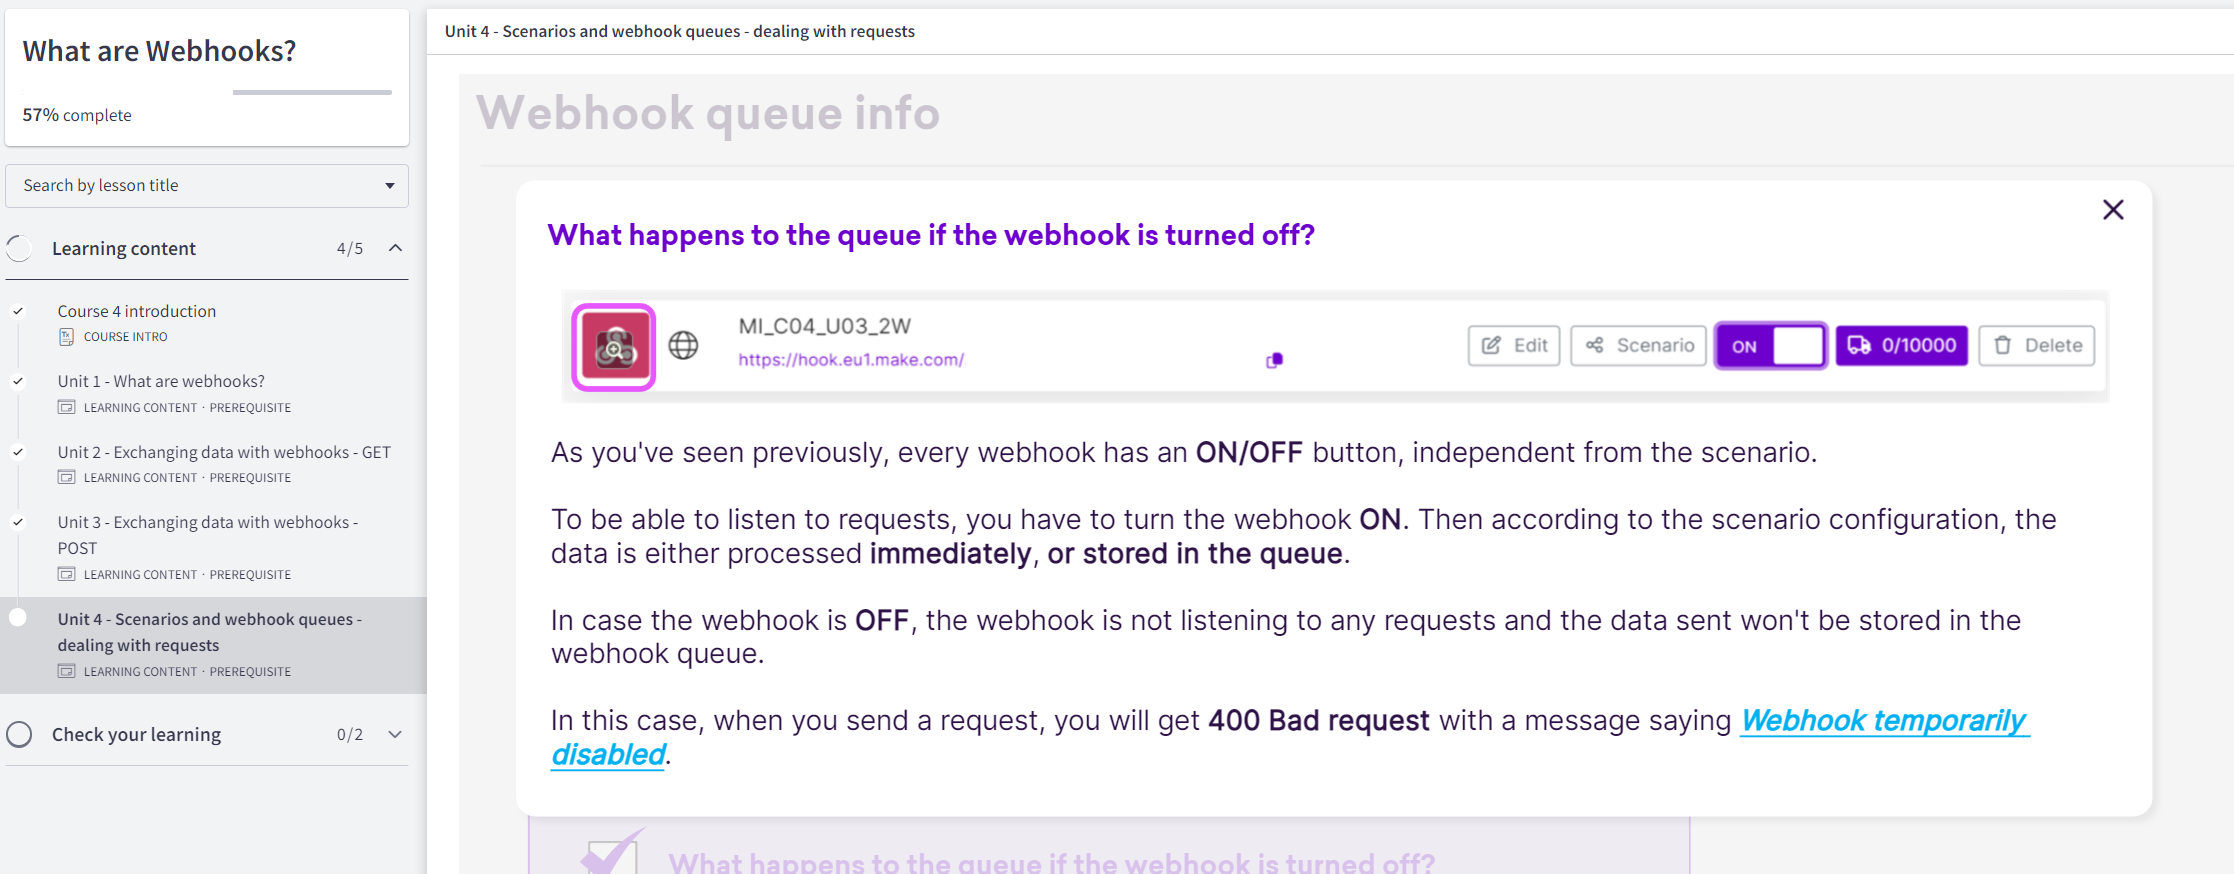 What are Webhooks?
57% complete
Search by lesson title
Learning content 4/5
Course 4 introduction
COURSE INTRO
Unit 1 - What are webhooks?
LEARNING CONTENT · PREREQUISITE
Unit 2 - Exchanging data with webhooks - GET
LEARNING CONTENT · PREREQUISITE
Unit 3 - Exchanging data with webhooks -
POST
LEARNING CONTENT · PREREQUISITE
Unit 4 - Scenarios and webhook queues -
dealing with requests
LEARNING CONTENT · PREREQUISITE
Check your learning 0/2
Unit 4 - Scenarios and webhook queues - dealing with requests
Webhook queue info
What happens to the queue if the webhook is turned off?
MI_C04_U03_2W
https://hook.eu1.make.com/
Edit Scenario ON 0/10000 Delete
As you've seen previously, every webhook has an ON/OFF button, independent from the scenario.
To be able to listen to requests, you have to turn the webhook ON. Then according to the scenario configuration, the
data is either processed immediately, or stored in the queue.
In case the webhook is OFF, the webhook is not listening to any requests and the data sent won't be stored in the
webhook queue.
In this case, when you send a request, you will get 400 Bad request with a message saying Webhook temporarily
disabled.
What happens to the queue if the webhook is turned off?